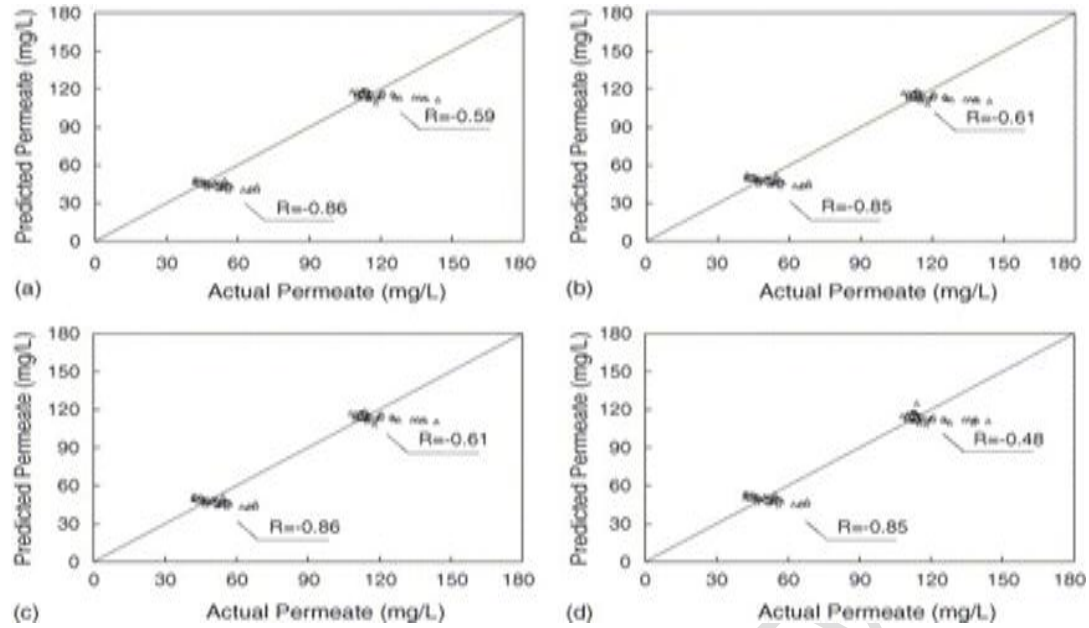 180
150
120
90
60
30
0
Predicted Permeate (mg/L)
R=-0.59
R=-0.86
0 30 60 90 120 150 180
Actual Permeate (mg/L)
(a)
180
150
120
90
60
30
0
Predicted Permeate (mg/L)
R=-0.61
R=-0.85
0 30 60 90 120 150 180
Actual Permeate (mg/L)
(b)
180
150
120
90
60
30
0
Predicted Permeate (mg/L)
R=-0.61
R=-0.86
0 30 60 90 120 150 180
Actual Permeate (mg/L)
(c)
180
150
120
90
60
30
0
Predicted Permeate (mg/L)
R=-0.48
R=-0.85
0 30 60 90 120 150 180
Actual Permeate (mg/L)
(d)